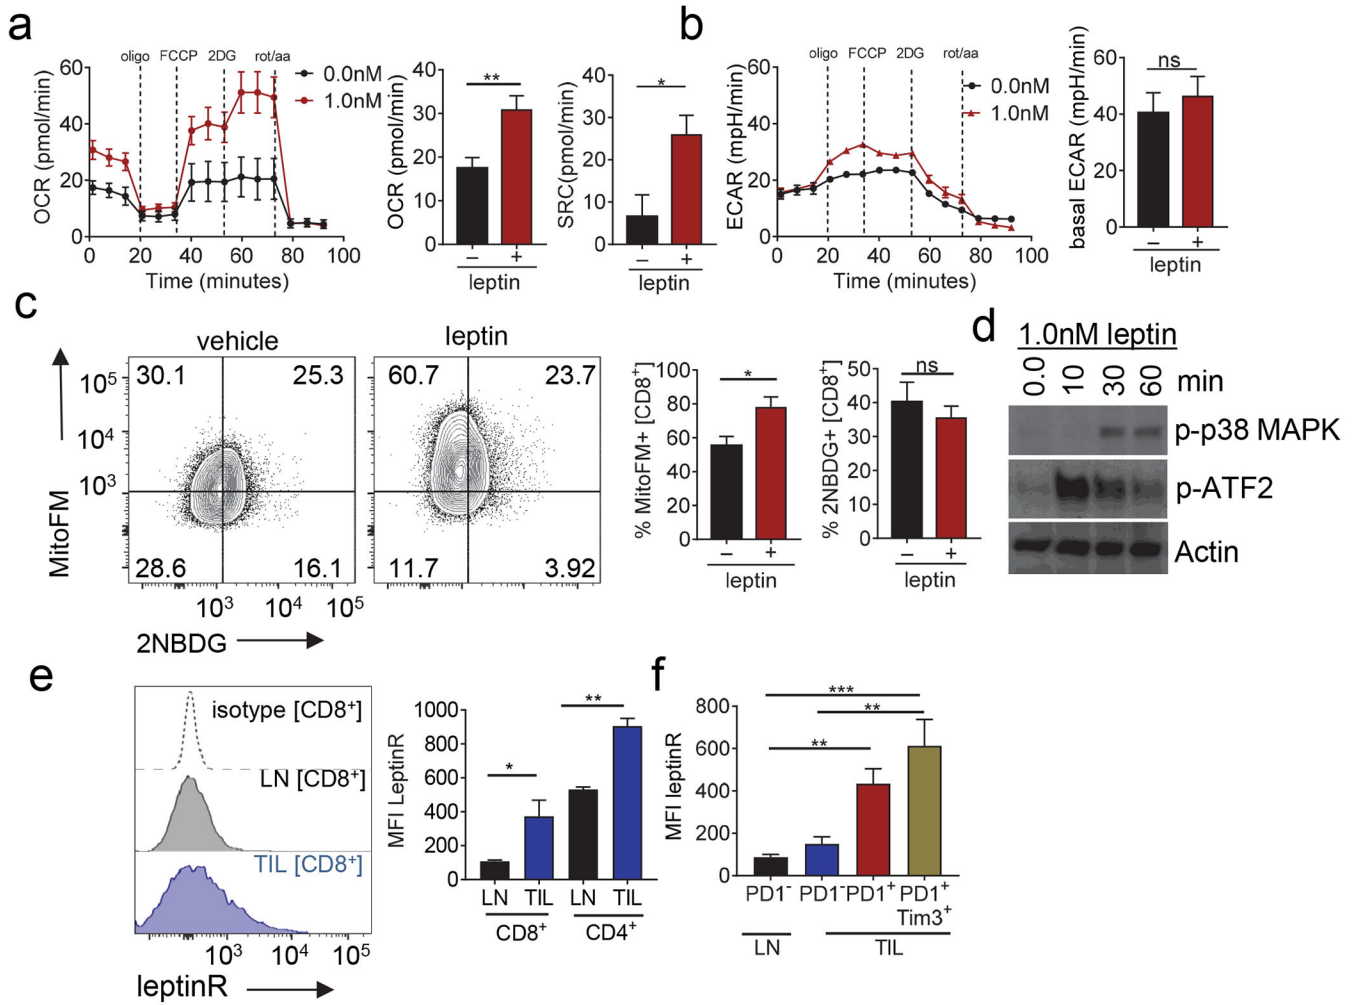 a
oligo FCCP 2DG rot/aa
OCR (pmol/min)
60
40
20
0
0 20 40 60 80 100
Time (minutes)
0.0nM
1.0nM
OCR (pmol/min)
40
30
20
10
0
**
– +
leptin
SRC(pmol/min)
40
30
20
10
0
*
– +
leptin
b
oligo FCCP 2DG rot/aa
ECAR (mpH/min)
60
40
20
0
0 20 40 60 80 100
Time (minutes)
0.0nM
1.0nM
basal ECAR (mpH/min)
60
40
20
0
ns
– +
leptin
c
vehicle
leptin
MitoFM
10⁵
10⁴
10³
30.1 25.3
28.6 16.1
60.7 23.7
11.7 3.92
10³ 10⁴ 10⁵
2NBDG
% MitoFM+ [CD8⁺]
100
80
60
40
20
0
*
– +
leptin
% 2NBDG+ [CD8⁺]
50
40
30
20
10
0
ns
– +
leptin
d
1.0nM leptin
0.0 10 30 60 min
p-p38 MAPK
p-ATF2
Actin
e
isotype [CD8⁺]
LN [CD8⁺]
TIL [CD8⁺]
10³ 10⁴ 10⁵
leptinR
MFI LeptinR
1000
800
600
400
200
0
*
**
LN TIL LN TIL
CD8⁺ CD4⁺
f
MFI leptinR
800
600
400
200
0
***
**
**
PD1⁻ PD1⁻ PD1⁺ PD1⁺
Tim3⁺
LN TIL